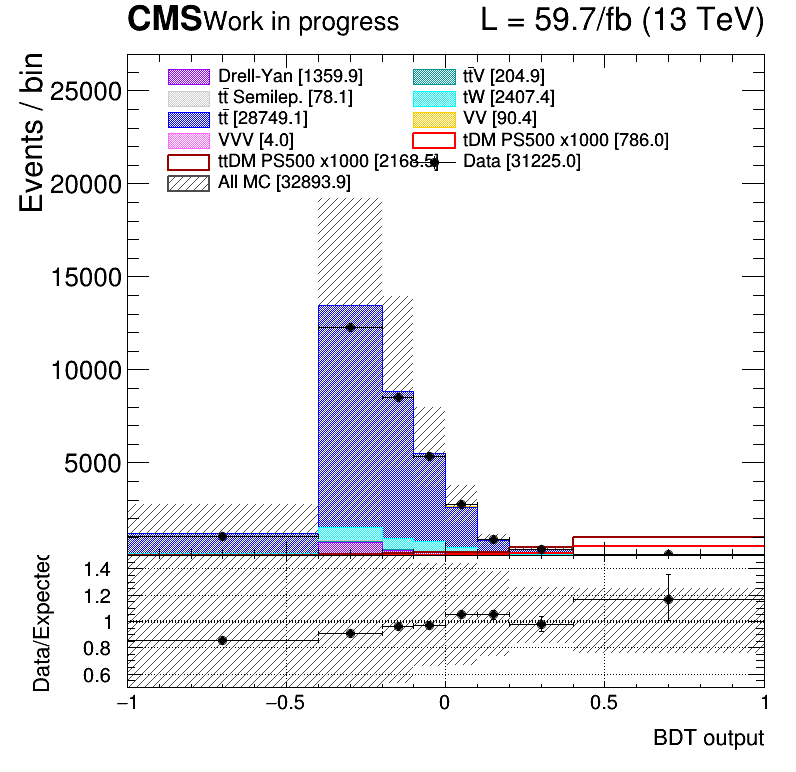 CMS Work in progress L = 59.7/fb (13 TeV)
Events / bin
25000
20000
15000
10000
5000
Drell-Yan [1359.9] tt̄V [204.9]
tt̄ Semilep. [78.1] tW [2407.4]
tt̄ [28749.1] VV [90.4]
VVV [4.0] tDM PS500 x1000 [786.0]
ttDM PS500 x1000 [2168.5] Data [31225.0]
All MC [32893.9]
Data/Expected
1.4
1.2
1
0.8
0.6
−1 −0.5 0 0.5 1
BDT output